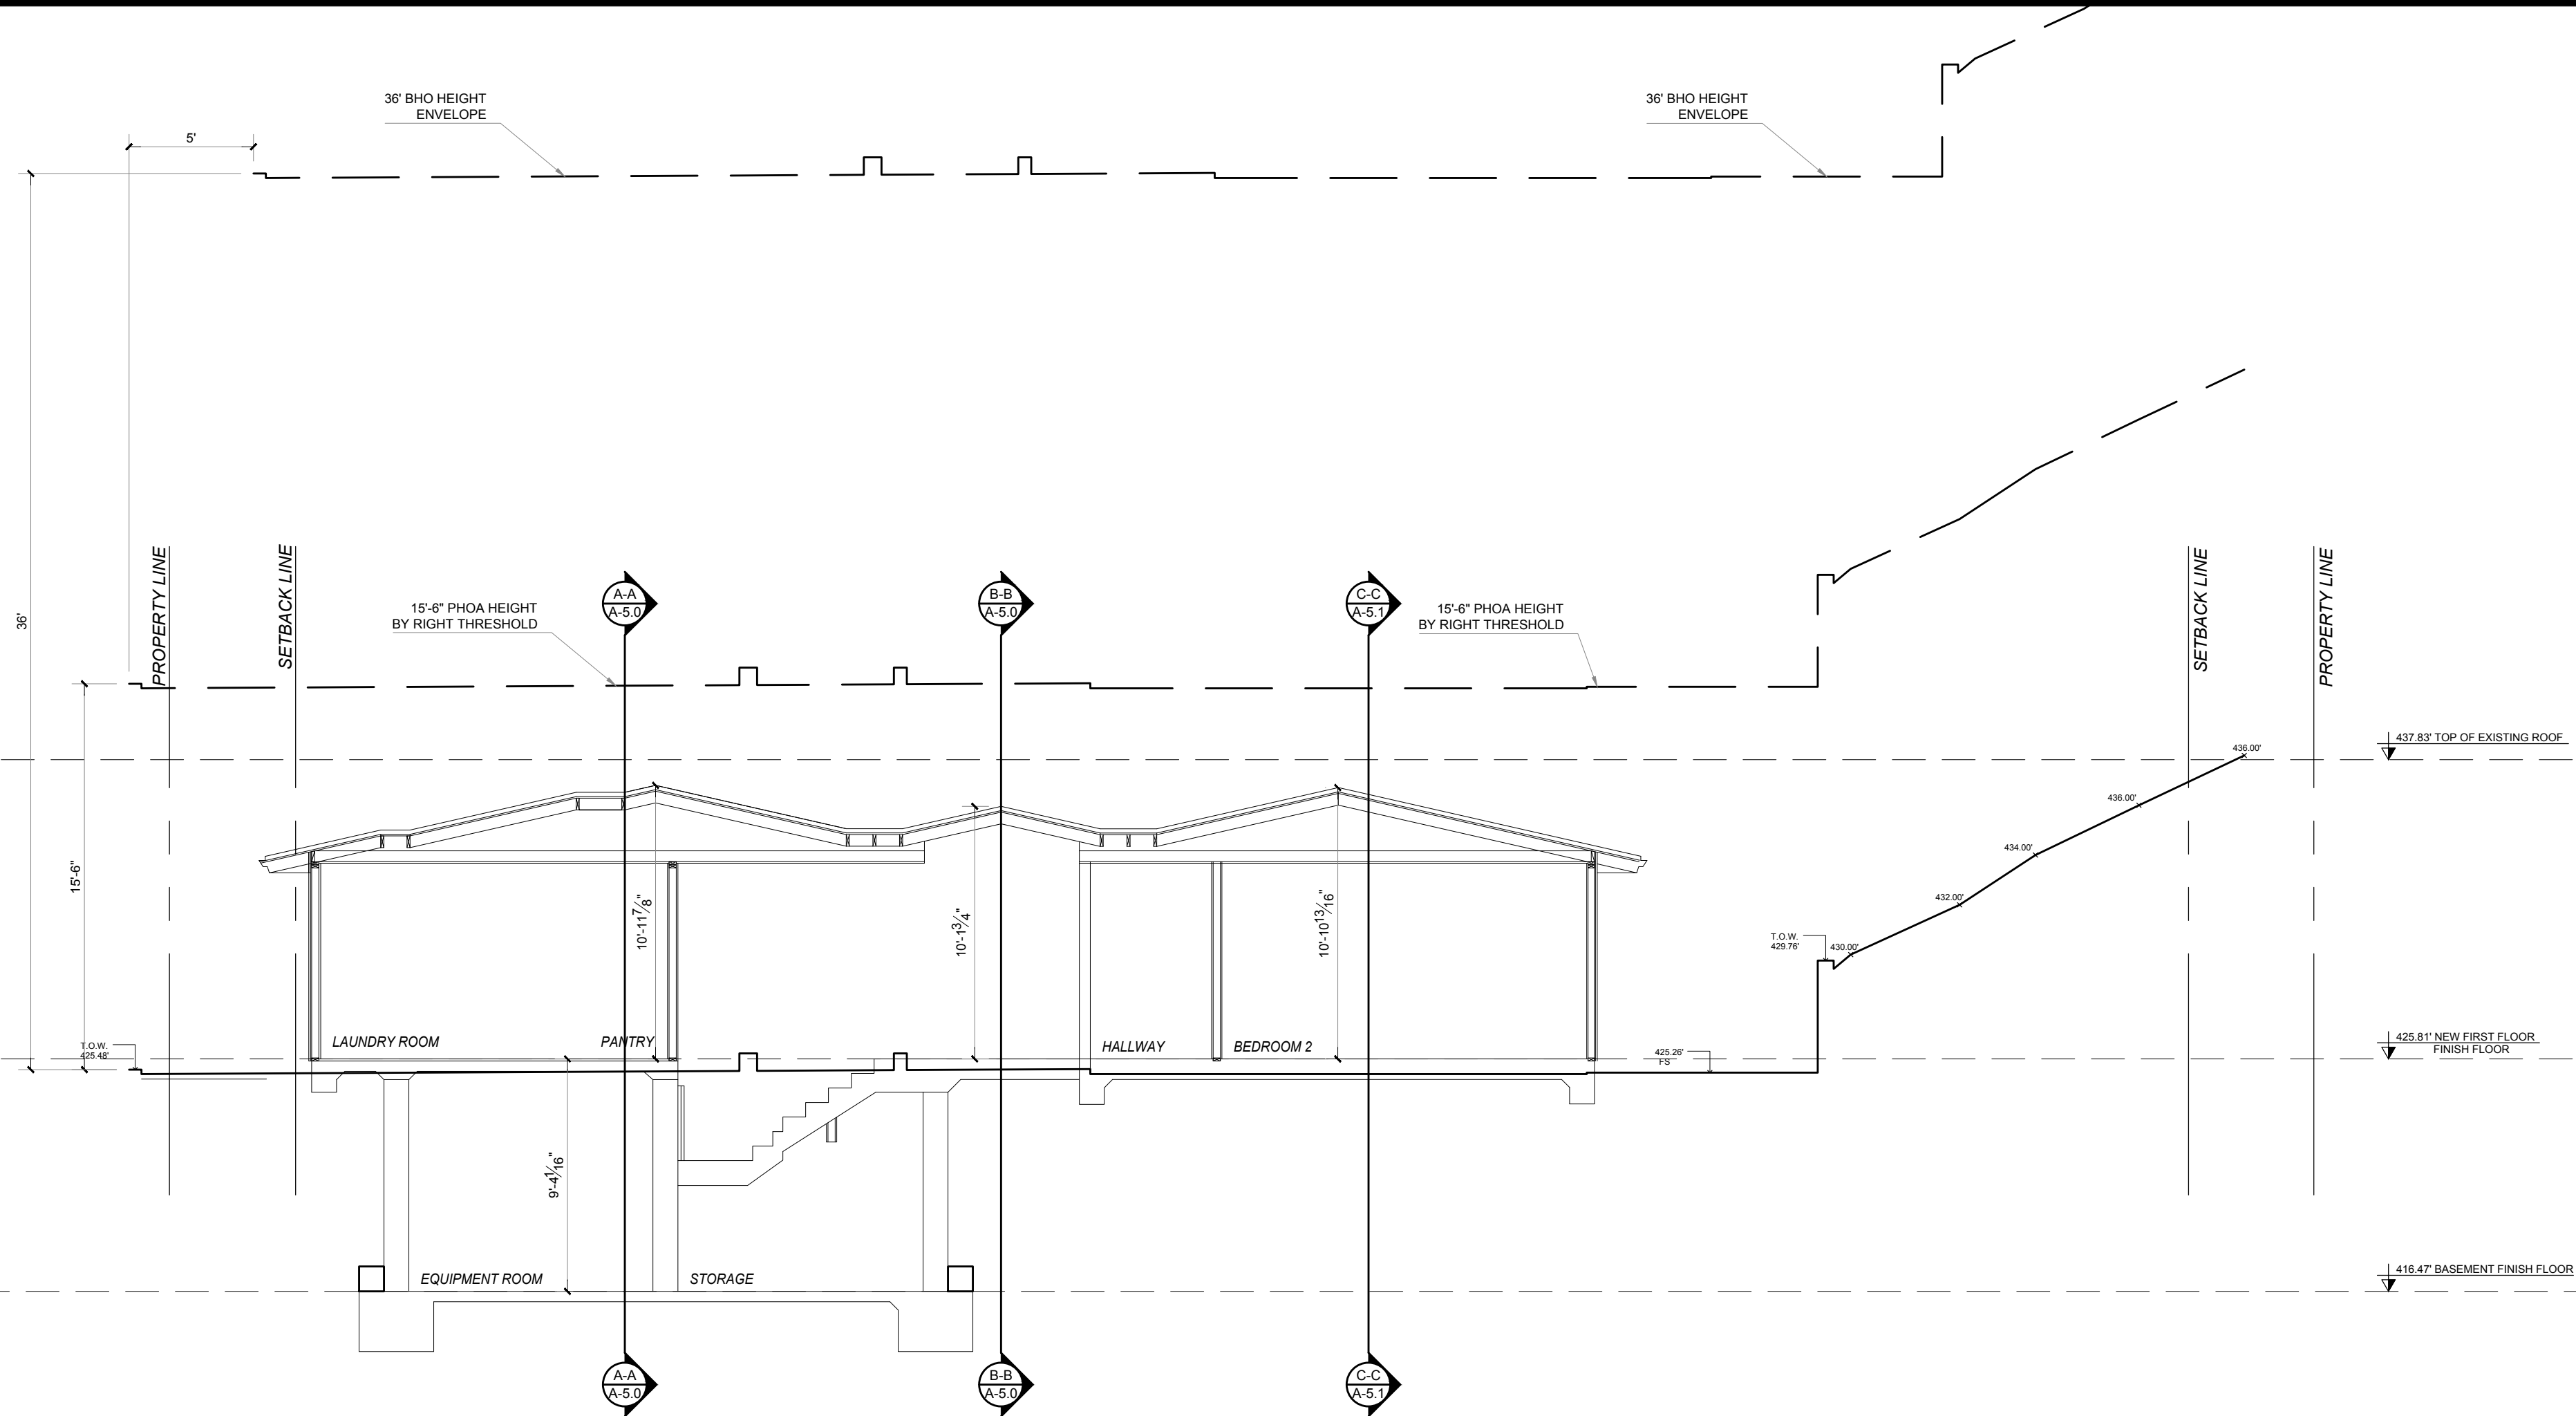 36' BHO HEIGHT
ENVELOPE
36' BHO HEIGHT
ENVELOPE
5'
36'
PROPERTY LINE
SETBACK LINE
15'-6" PHOA HEIGHT
BY RIGHT THRESHOLD
A-A
A-5.0
B-B
A-5.0
C-C
A-5.1
15'-6" PHOA HEIGHT
BY RIGHT THRESHOLD
SETBACK LINE
PROPERTY LINE
437.83' TOP OF EXISTING ROOF
436.00'
436.00'
434.00'
432.00'
430.00'
T.O.W.
429.76'
15'-6"
10'-11 7/8"
10'-1 3/4"
10'-10 13/16"
LAUNDRY ROOM
PANTRY
HALLWAY
BEDROOM 2
T.O.W.
425.48'
425.26'
FS
425.81' NEW FIRST FLOOR
FINISH FLOOR
9'-4 1/16"
EQUIPMENT ROOM
STORAGE
416.47' BASEMENT FINISH FLOOR
A-A
A-5.0
B-B
A-5.0
C-C
A-5.1